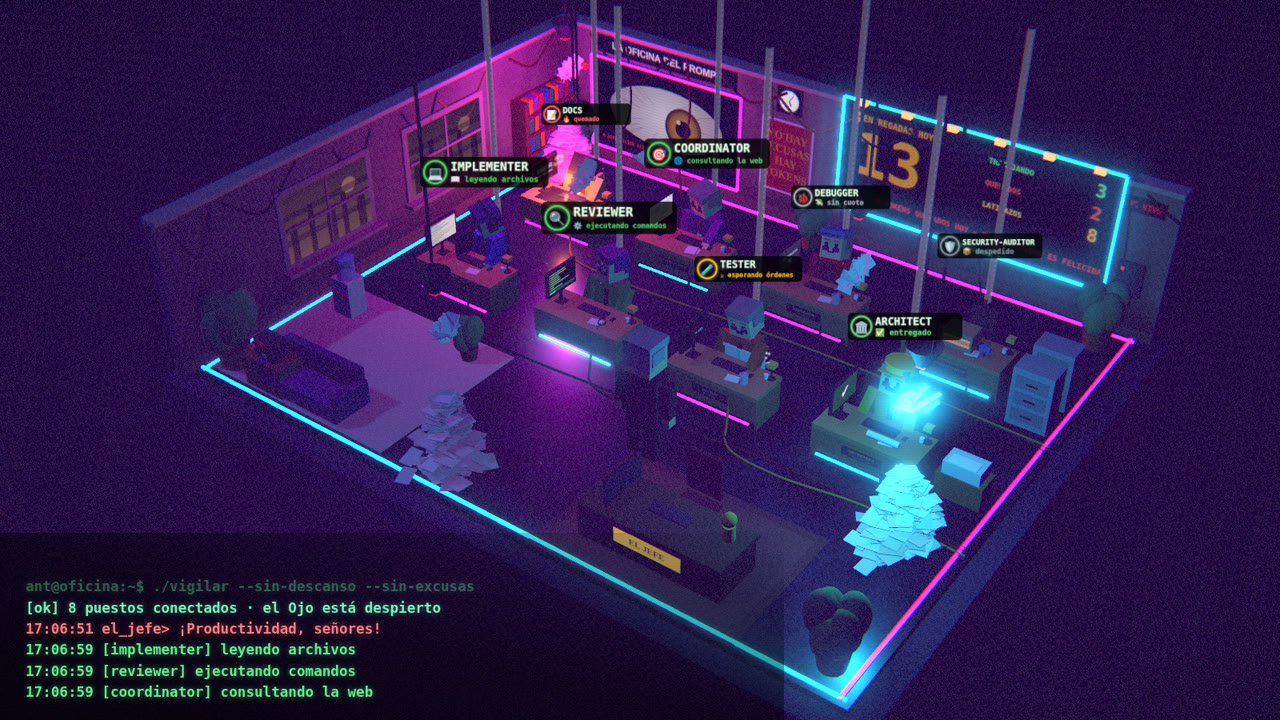 LA OFICINA DEL PROMP
DOCS
quemado
COORDINATOR
consultando la web
IMPLEMENTER
leyendo archivos
REVIEWER
ejecutando comandos
DEBUGGER
sin cuota
SECURITY-AUDITOR
despedido
TESTER
esperando órdenes
ARCHITECT
entregado
HAY
13
3
2
8
EL JEFE
ant@oficina:~$ ./vigilar --sin-descanso --sin-excusas
[ok] 8 puestos conectados · el Ojo está despierto
17:06:51 el_jefe> ¡Productividad, señores!
17:06:59 [implementer] leyendo archivos
17:06:59 [reviewer] ejecutando comandos
17:06:59 [coordinator] consultando la web